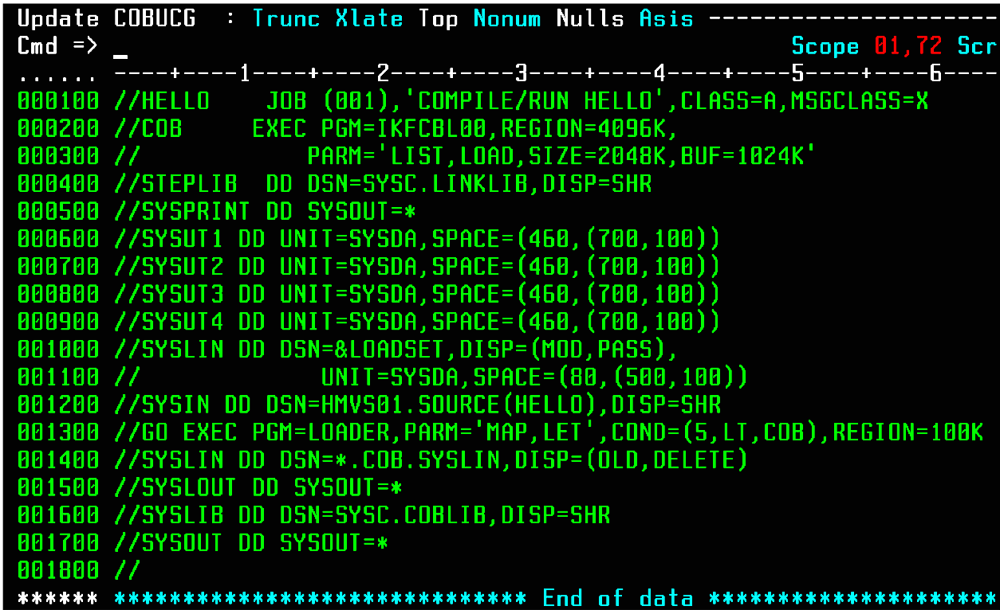 Update COBUCG  : Trunc Xlate Top Nonum Nulls Asis ---------------------
Cmd => _                                                 Scope 01,72 Scr
...... ----+----1----+----2----+----3----+----4----+----5----+----6----
000100 //HELLO    JOB (001),'COMPILE/RUN HELLO',CLASS=A,MSGCLASS=X
000200 //COB     EXEC PGM=IKFCBL00,REGION=4096K,
000300 //            PARM='LIST,LOAD,SIZE=2048K,BUF=1024K'
000400 //STEPLIB  DD DSN=SYSC.LINKLIB,DISP=SHR
000500 //SYSPRINT DD SYSOUT=*
000600 //SYSUT1 DD UNIT=SYSDA,SPACE=(460,(700,100))
000700 //SYSUT2 DD UNIT=SYSDA,SPACE=(460,(700,100))
000800 //SYSUT3 DD UNIT=SYSDA,SPACE=(460,(700,100))
000900 //SYSUT4 DD UNIT=SYSDA,SPACE=(460,(700,100))
001000 //SYSLIN DD DSN=&LOADSET,DISP=(MOD,PASS),
001100 //             UNIT=SYSDA,SPACE=(80,(500,100))
001200 //SYSIN DD DSN=HMVS01.SOURCE(HELLO),DISP=SHR
001300 //GO EXEC PGM=LOADER,PARM='MAP,LET',COND=(5,LT,COB),REGION=100K
001400 //SYSLIN DD DSN=*.COB.SYSLIN,DISP=(OLD,DELETE)
001500 //SYSLOUT DD SYSOUT=*
001600 //SYSLIB DD DSN=SYSC.COBLIB,DISP=SHR
001700 //SYSOUT DD SYSOUT=*
001800 //
****** ****************************** End of data *********************